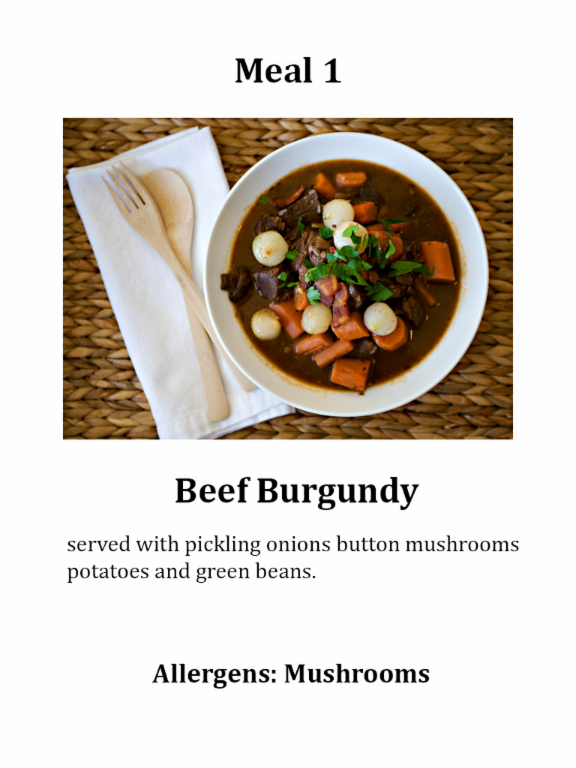 Meal 1
Beef Burgundy
served with pickling onions button mushrooms
potatoes and green beans.
Allergens: Mushrooms